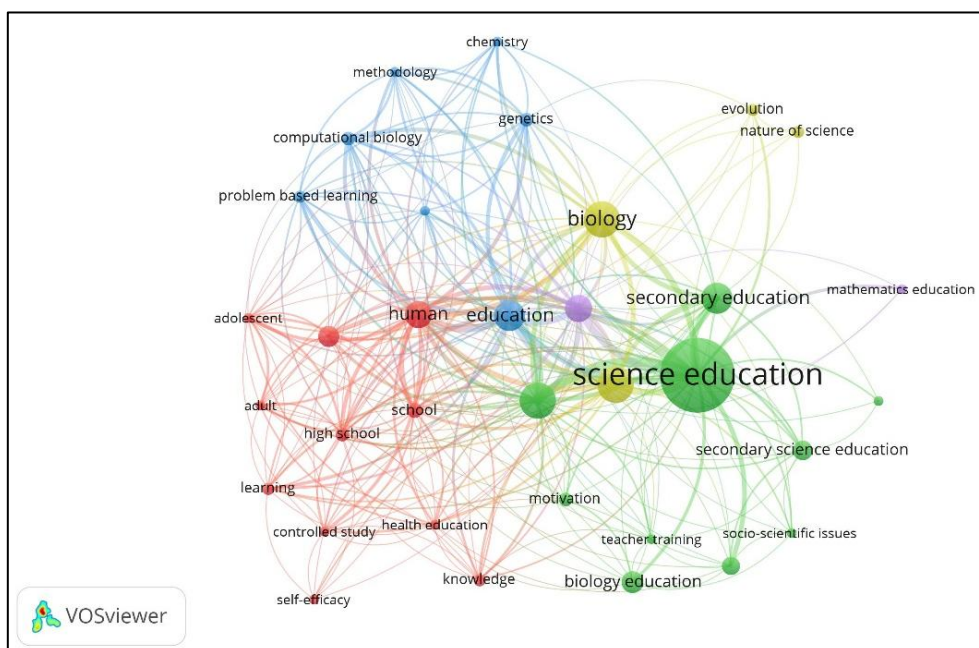 chemistry
methodology
evolution
genetics
nature of science
computational biology
problem based learning
biology
mathematics education
secondary education
human
education
adolescent
science education
adult
school
high school
secondary science education
learning
motivation
health education
controlled study
teacher training
socio-scientific issues
knowledge
biology education
self-efficacy
VOSviewer